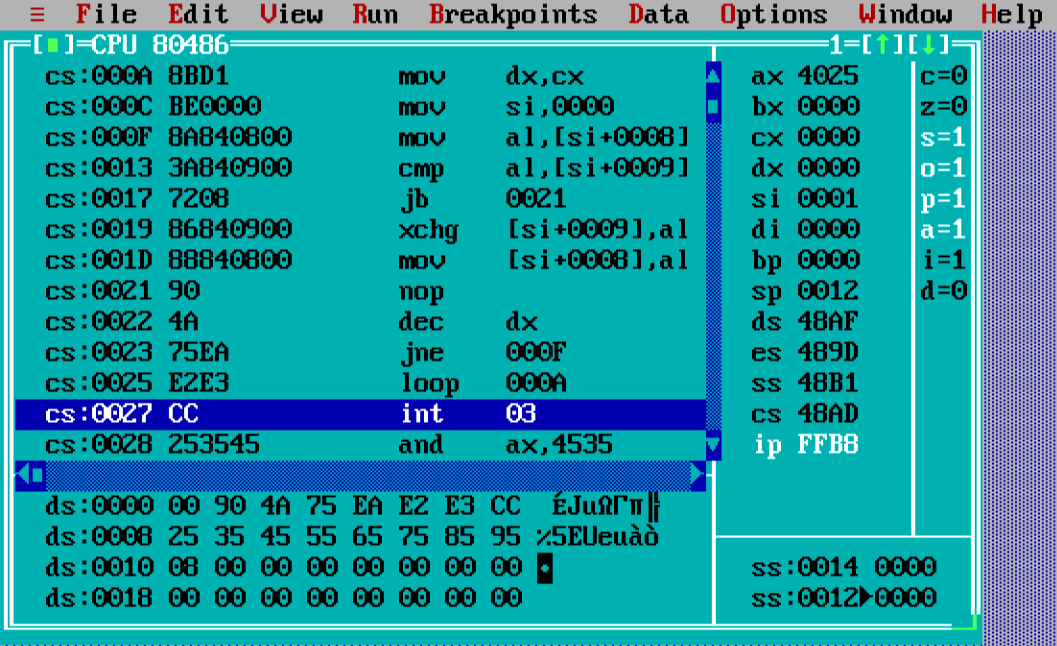 ≡ File Edit View Run Breakpoints Data Options Window Help
[■]=CPU 80486 1=[↑][↓]
cs:000A 8BD1 mov dx,cx ax 4025 c=0
cs:000C BE0000 mov si,0000 bx 0000 z=0
cs:000F 8A840800 mov al,[si+0008] cx 0000 s=1
cs:0013 3A840900 cmp al,[si+0009] dx 0000 o=1
cs:0017 7208 jb 0021 si 0001 p=1
cs:0019 86840900 xchg [si+0009],al di 0000 a=1
cs:001D 88840800 mov [si+0008],al bp 0000 i=1
cs:0021 90 nop sp 0012 d=0
cs:0022 4A dec dx ds 48AF
cs:0023 75EA jne 000F es 489D
cs:0025 E2E3 loop 000A ss 48B1
cs:0027 CC int 03 cs 48AD
cs:0028 253545 and ax,4535 ip FFB8
ds:0000 00 90 4A 75 EA E2 E3 CC ÉJuΩΓπ╠
ds:0008 25 35 45 55 65 75 85 95 %5EUeuàò
ds:0010 08 00 00 00 00 00 00 00 ◘ ss:0014 0000
ds:0018 00 00 00 00 00 00 00 00 ss:0012►0000